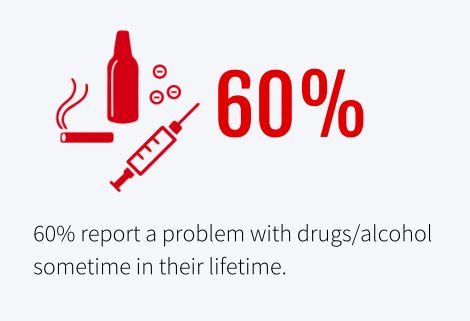 60%
60% report a problem with drugs/alcohol
sometime in their lifetime.